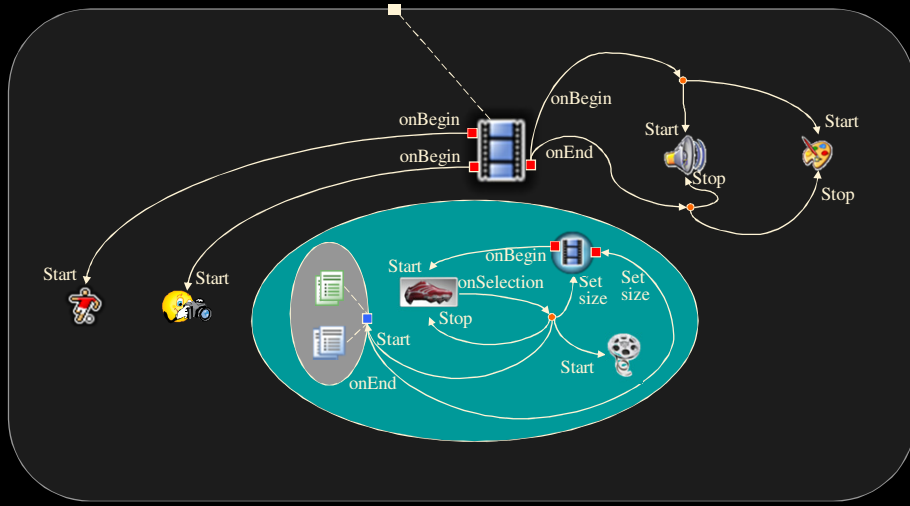 onBegin
onBegin
Start
onBegin
onEnd
Start
Stop
Stop
Start
Start
onBegin
Start
onSelection
Set
size
Set
size
Stop
Start
Start
onEnd